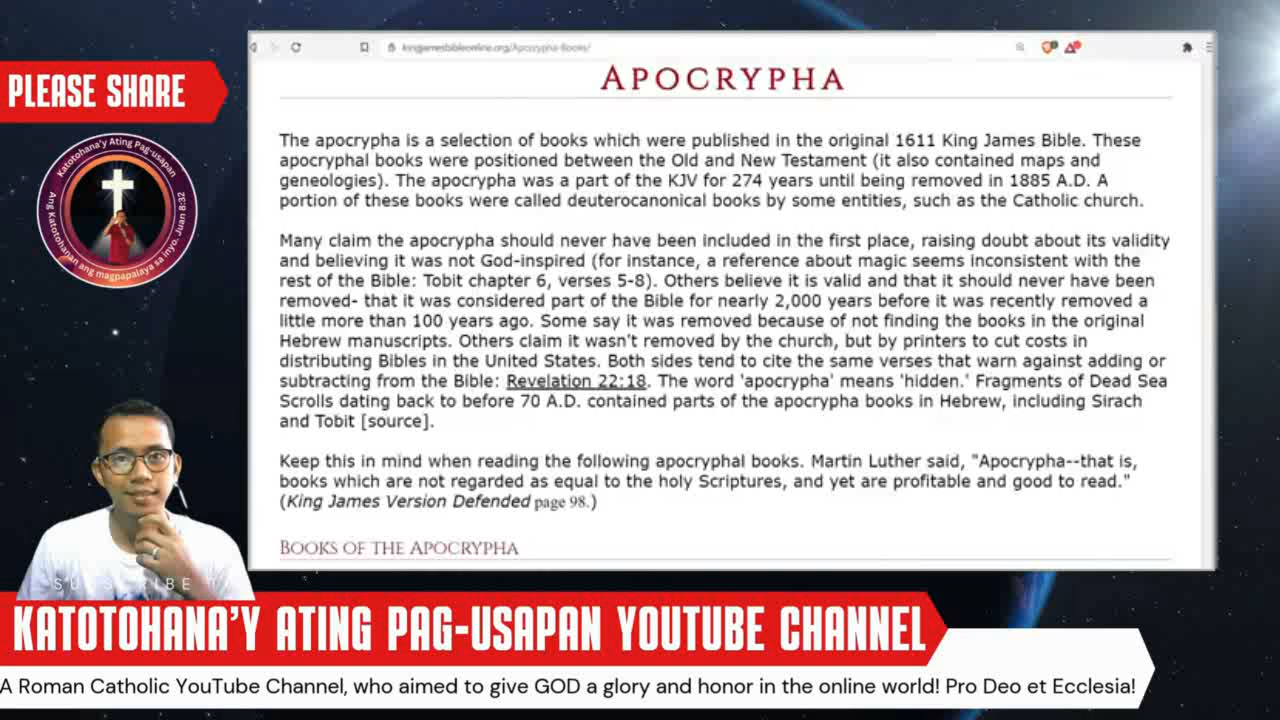 kingjamesbibleonline.org/Apocrypha-Books/
PLEASE SHARE
Katotohana'y Ating Pag-usapan
Ang Katotohanan ang magpapalaya sa inyo. Juan 8:32
APOCRYPHA
The apocrypha is a selection of books which were published in the original 1611 King James Bible. These
apocryphal books were positioned between the Old and New Testament (it also contained maps and
geneologies). The apocrypha was a part of the KJV for 274 years until being removed in 1885 A.D. A
portion of these books were called deuterocanonical books by some entities, such as the Catholic church.
Many claim the apocrypha should never have been included in the first place, raising doubt about its validity
and believing it was not God-inspired (for instance, a reference about magic seems inconsistent with the
rest of the Bible: Tobit chapter 6, verses 5-8). Others believe it is valid and that it should never have been
removed- that it was considered part of the Bible for nearly 2,000 years before it was recently removed a
little more than 100 years ago. Some say it was removed because of not finding the books in the original
Hebrew manuscripts. Others claim it wasn't removed by the church, but by printers to cut costs in
distributing Bibles in the United States. Both sides tend to cite the same verses that warn against adding or
subtracting from the Bible: Revelation 22:18. The word 'apocrypha' means 'hidden.' Fragments of Dead Sea
Scrolls dating back to before 70 A.D. contained parts of the apocrypha books in Hebrew, including Sirach
and Tobit [source].
Keep this in mind when reading the following apocryphal books. Martin Luther said, "Apocrypha--that is,
books which are not regarded as equal to the holy Scriptures, and yet are profitable and good to read."
(King James Version Defended page 98.)
BOOKS OF THE APOCRYPHA
SUBSCRIBE
KATOTOHANA'Y ATING PAG-USAPAN YOUTUBE CHANNEL
A Roman Catholic YouTube Channel, who aimed to give GOD a glory and honor in the online world! Pro Deo et Ecclesia!